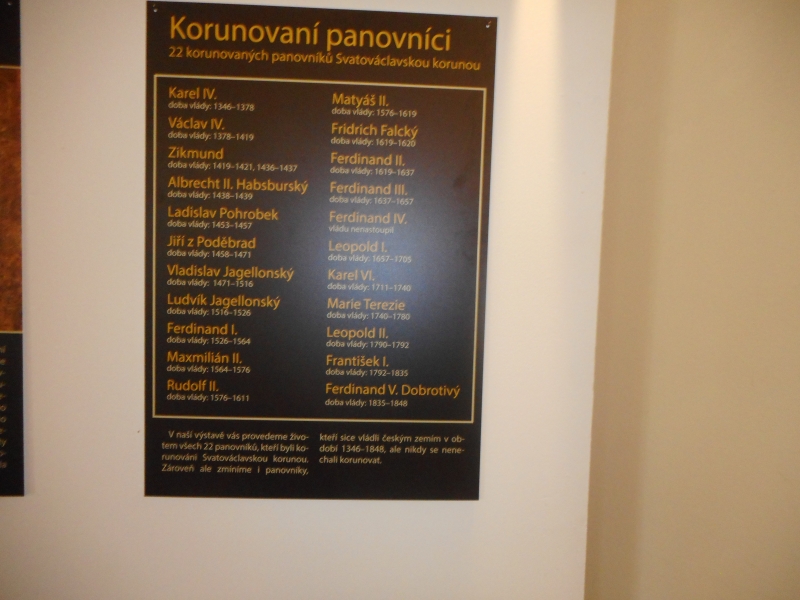 Korunovaní panovníci
22 korunovaných panovníků Svatováclavskou korunou
Karel IV.
doba vlády: 1346–1378
Václav IV.
doba vlády: 1378–1419
Zikmund
doba vlády: 1419–1421, 1436–1437
Albrecht II. Habsburský
doba vlády: 1438–1439
Ladislav Pohrobek
doba vlády: 1453–1457
Jiří z Poděbrad
doba vlády: 1458–1471
Vladislav Jagellonský
doba vlády: 1471–1516
Ludvík Jagellonský
doba vlády: 1516–1526
Ferdinand I.
doba vlády: 1526–1564
Maxmilián II.
doba vlády: 1564–1576
Rudolf II.
doba vlády: 1576–1611
Matyáš II.
doba vlády: 1576–1619
Fridrich Falcký
doba vlády: 1619–1620
Ferdinand II.
doba vlády: 1619–1637
Ferdinand III.
doba vlády: 1637–1657
Ferdinand IV.
vládu nenastoupil
Leopold I.
doba vlády: 1657–1705
Karel VI.
doba vlády: 1711–1740
Marie Terezie
doba vlády: 1740–1780
Leopold II.
doba vlády: 1790–1792
František I.
doba vlády: 1792–1835
Ferdinand V. Dobrotivý
doba vlády: 1835–1848
V naší výstavě vás provedeme živo-
tem všech 22 panovníků, kteří byli ko-
runováni Svatováclavskou korunou.
Zároveň ale zmíníme i panovníky,
kteří sice vládli českým zemím v ob-
dobí 1346–1848, ale nikdy se nene-
chali korunovat.